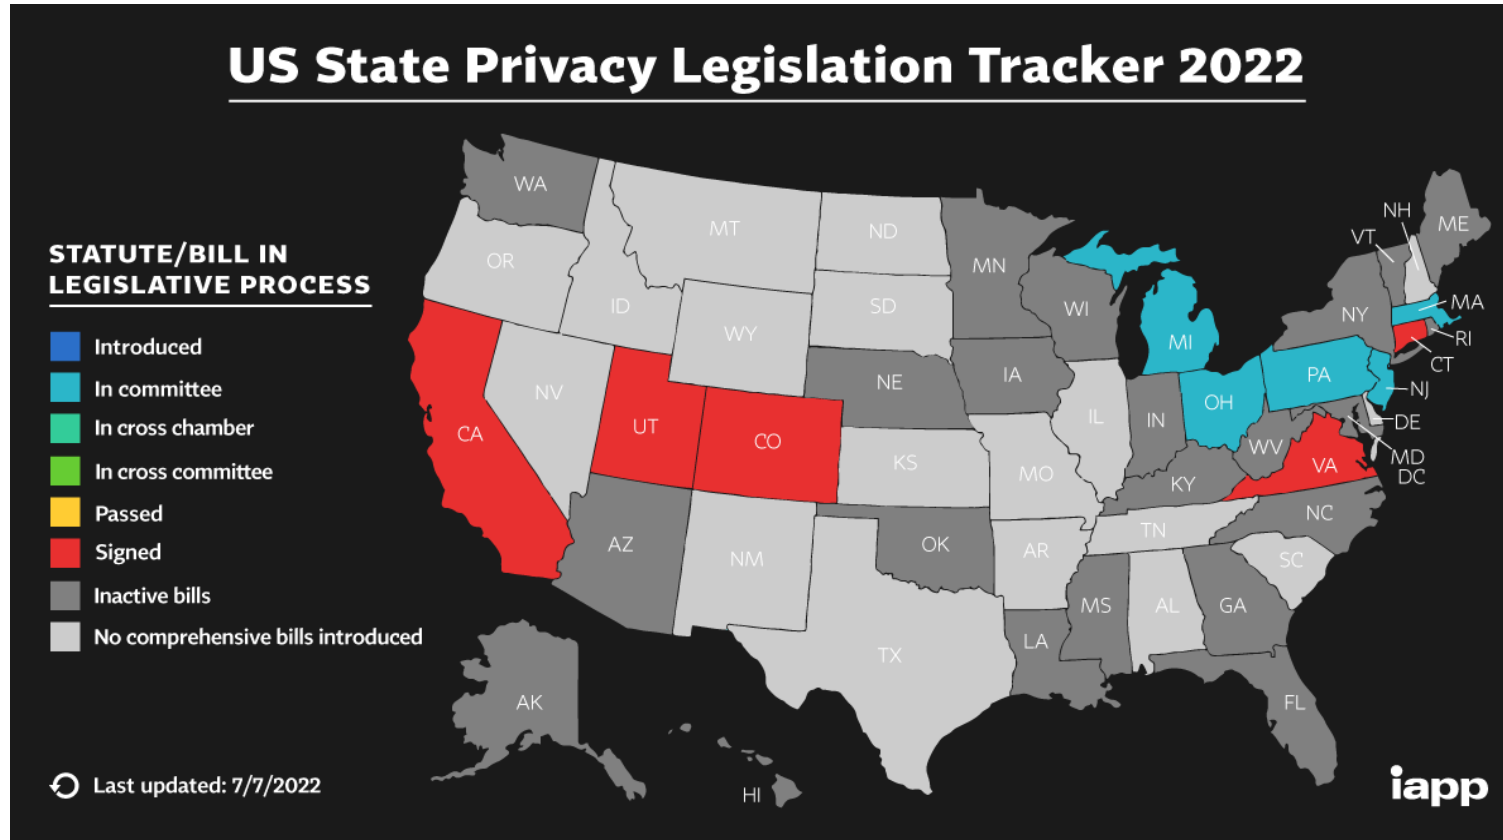 US State Privacy Legislation Tracker 2022
STATUTE/BILL IN
LEGISLATIVE PROCESS
Introduced
In committee
In cross chamber
In cross committee
Passed
Signed
Inactive bills
No comprehensive bills introduced
Last updated: 7/7/2022
WA
OR
CA
NV
ID
MT
WY
UT
CO
AZ
NM
ND
SD
NE
KS
OK
TX
MN
IA
MO
AR
LA
WI
IL
MI
IN
OH
KY
TN
MS
AL
GA
FL
SC
NC
VA
WV
PA
NY
VT
NH
ME
MA
RI
CT
NJ
DE
MD
DC
AK
HI
iapp